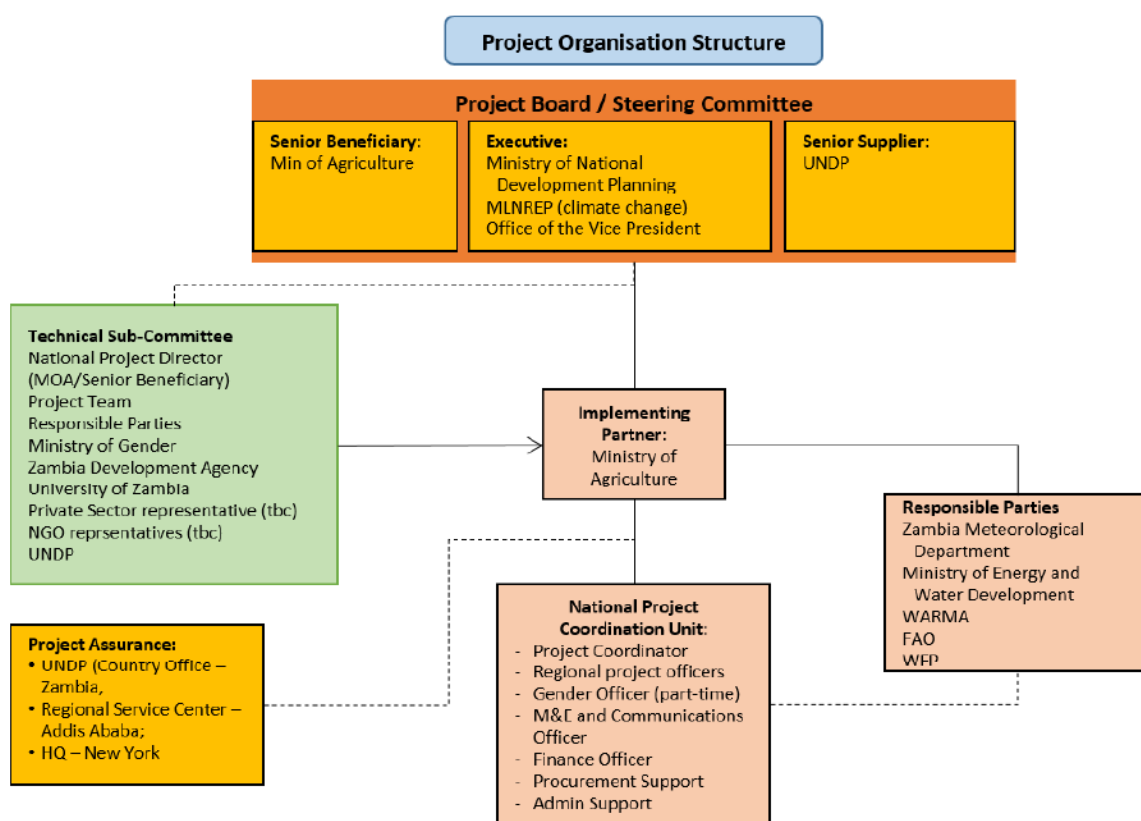 Project Organisation Structure
Project Board / Steering Committee
Senior Beneficiary:
Min of Agriculture
Executive:
Ministry of National
Development Planning
MLNREP (climate change)
Office of the Vice President
Senior Supplier:
UNDP
Technical Sub-Committee
National Project Director
(MOA/Senior Beneficiary)
Project Team
Responsible Parties
Ministry of Gender
Zambia Development Agency
University of Zambia
Private Sector representative (tbc)
NGO reprsentatives (tbc)
UNDP
Implementing
Partner:
Ministry of
Agriculture
Responsible Parties
Zambia Meteorological
Department
Ministry of Energy and
Water Development
WARMA
FAO
WFP
Project Assurance:
• UNDP (Country Office –
Zambia,
• Regional Service Center –
Addis Ababa;
• HQ – New York
National Project
Coordination Unit:
- Project Coordinator
- Regional project officers
- Gender Officer (part-time)
- M&E and Communications
Officer
- Finance Officer
- Procurement Support
- Admin Support